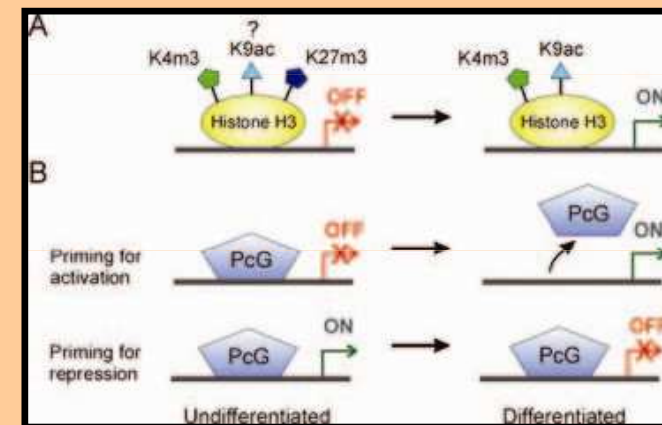 A
?
K4m3 K9ac K27m3 K4m3 K9ac
Histone H3 OFF Histone H3 ON
B
Priming for activation PcG OFF PcG ON
Priming for repression PcG ON PcG OFF
Undifferentiated Differentiated